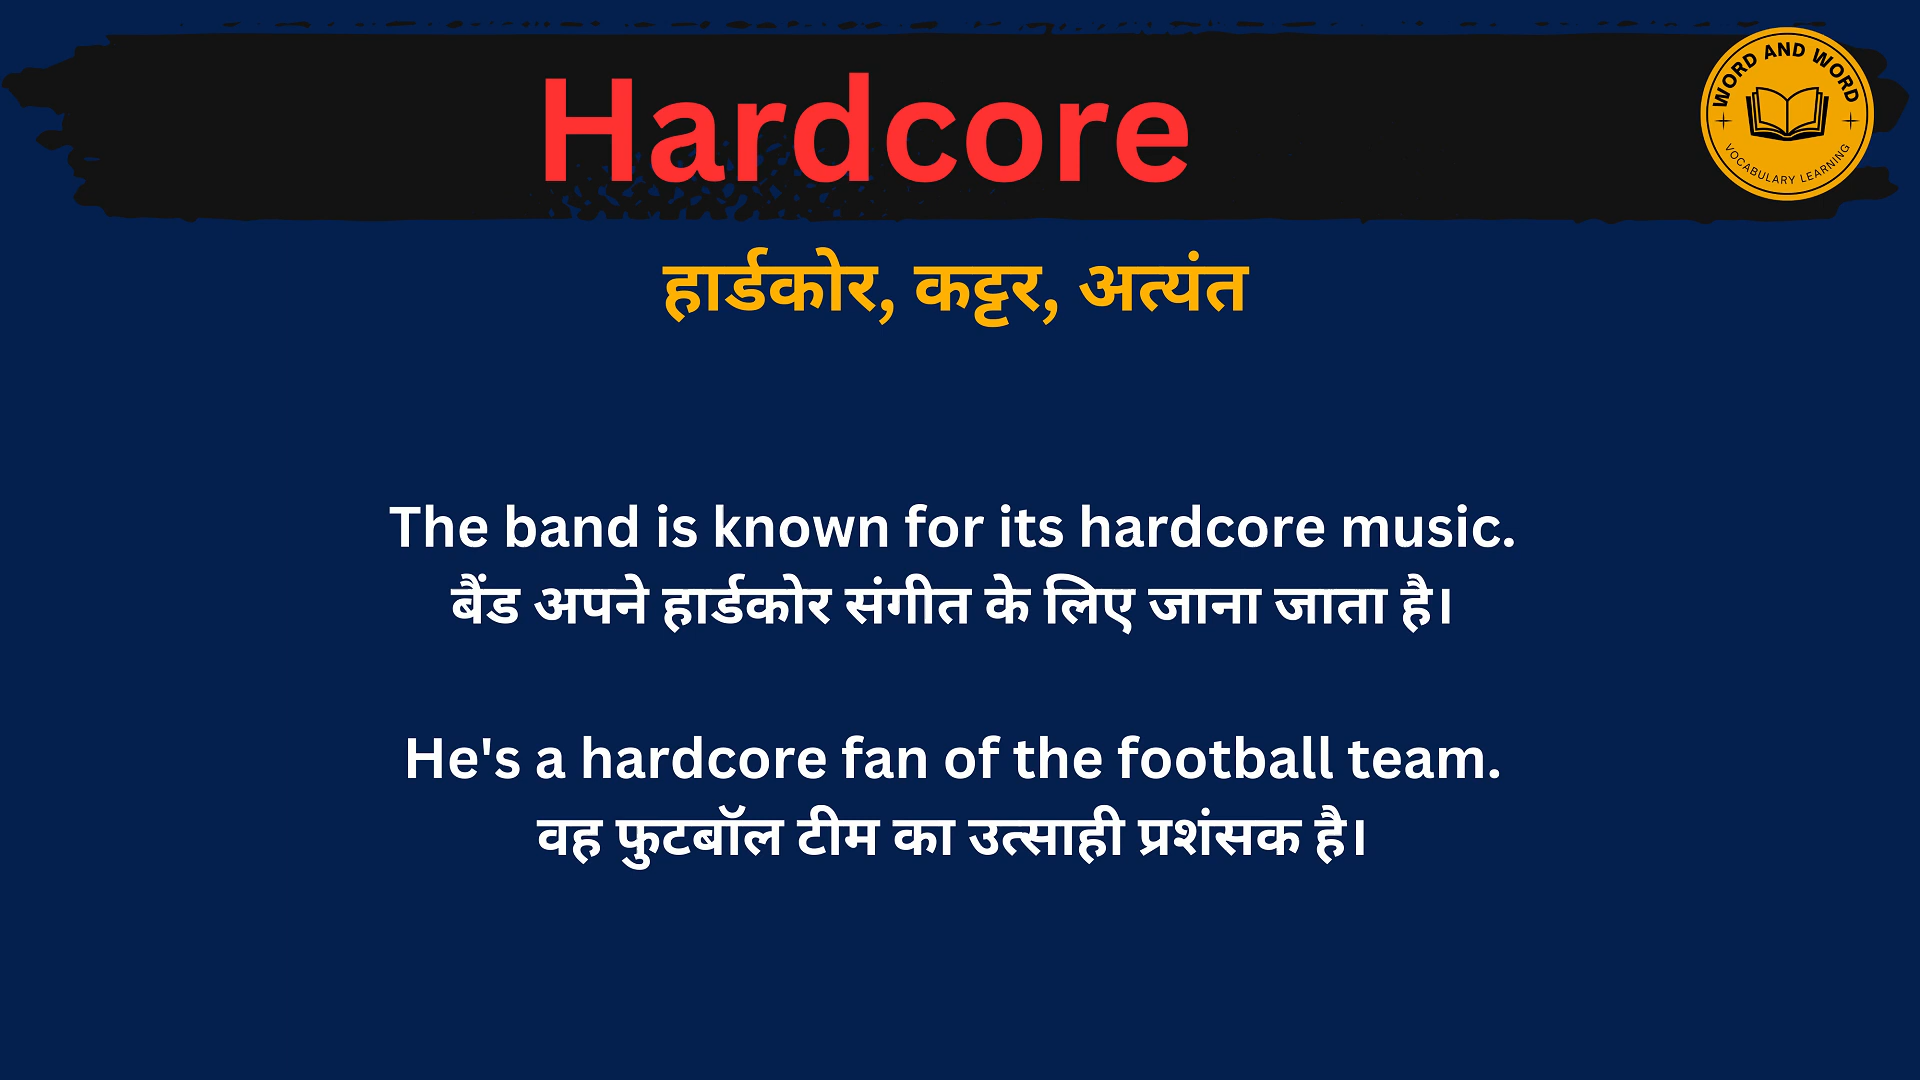 Hardcore
WORD AND WORD
VOCABULARY LEARNING
हार्डकोर, कट्टर, अत्यंत
The band is known for its hardcore music.
बैंड अपने हार्डकोर संगीत के लिए जाना जाता है।
He's a hardcore fan of the football team.
वह फुटबॉल टीम का उत्साही प्रशंसक है।